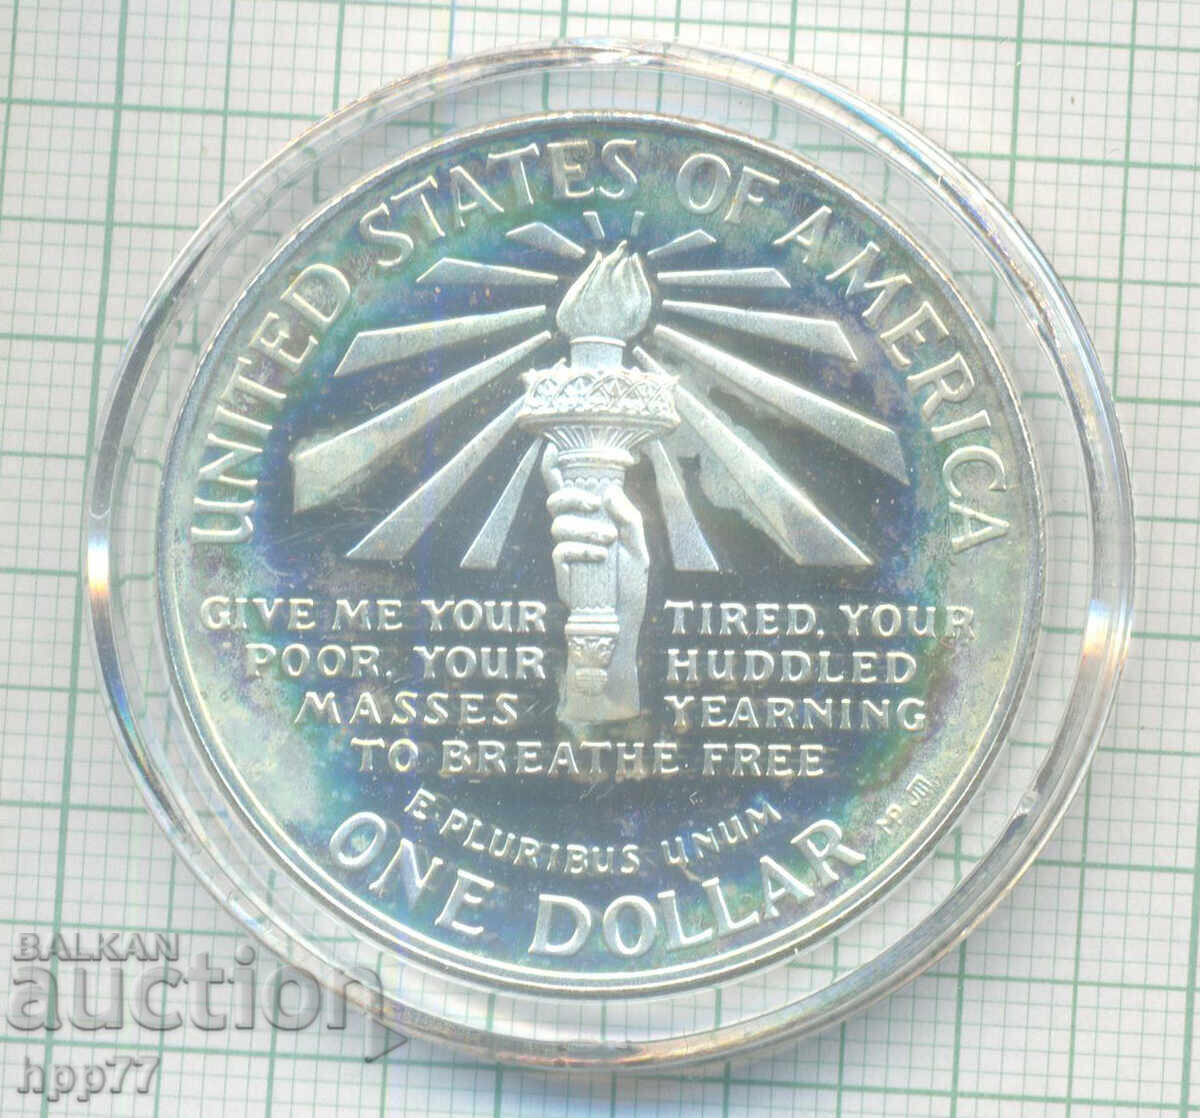 UNITED STATES OF AMERICA
GIVE ME YOUR TIRED, YOUR
POOR, YOUR HUDDLED
MASSES YEARNING
TO BREATHE FREE
E PLURIBUS UNUM
ONE DOLLAR
BALKAN
auction
hpp77